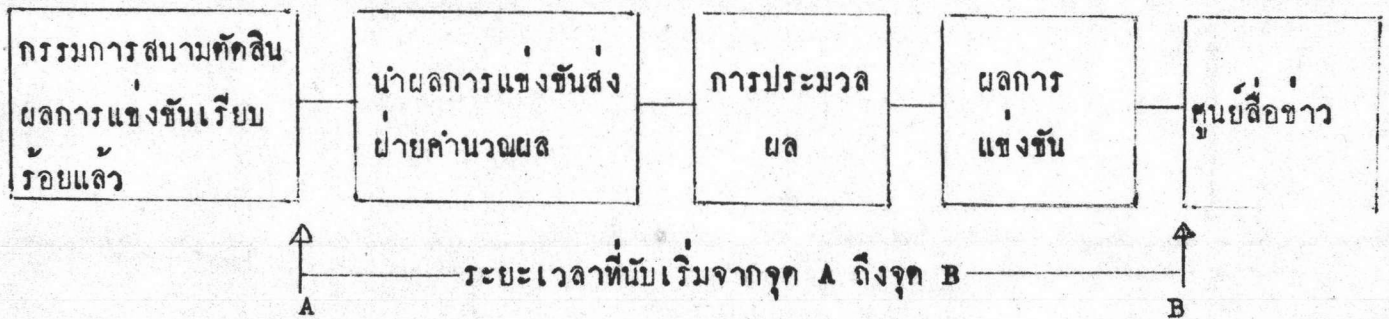 กรรมการสนามตัดสิน
ผลการแข่งขันเรียบ
ร้อยแล้ว
นำผลการแข่งขันส่ง
ฝ่ายคำนวณผล
การประมวล
ผล
ผลการ
แข่งขัน
ศูนย์สื่อข่าว
ระยะเวลาที่นับเริ่มจากจุด A ถึงจุด B
A
B